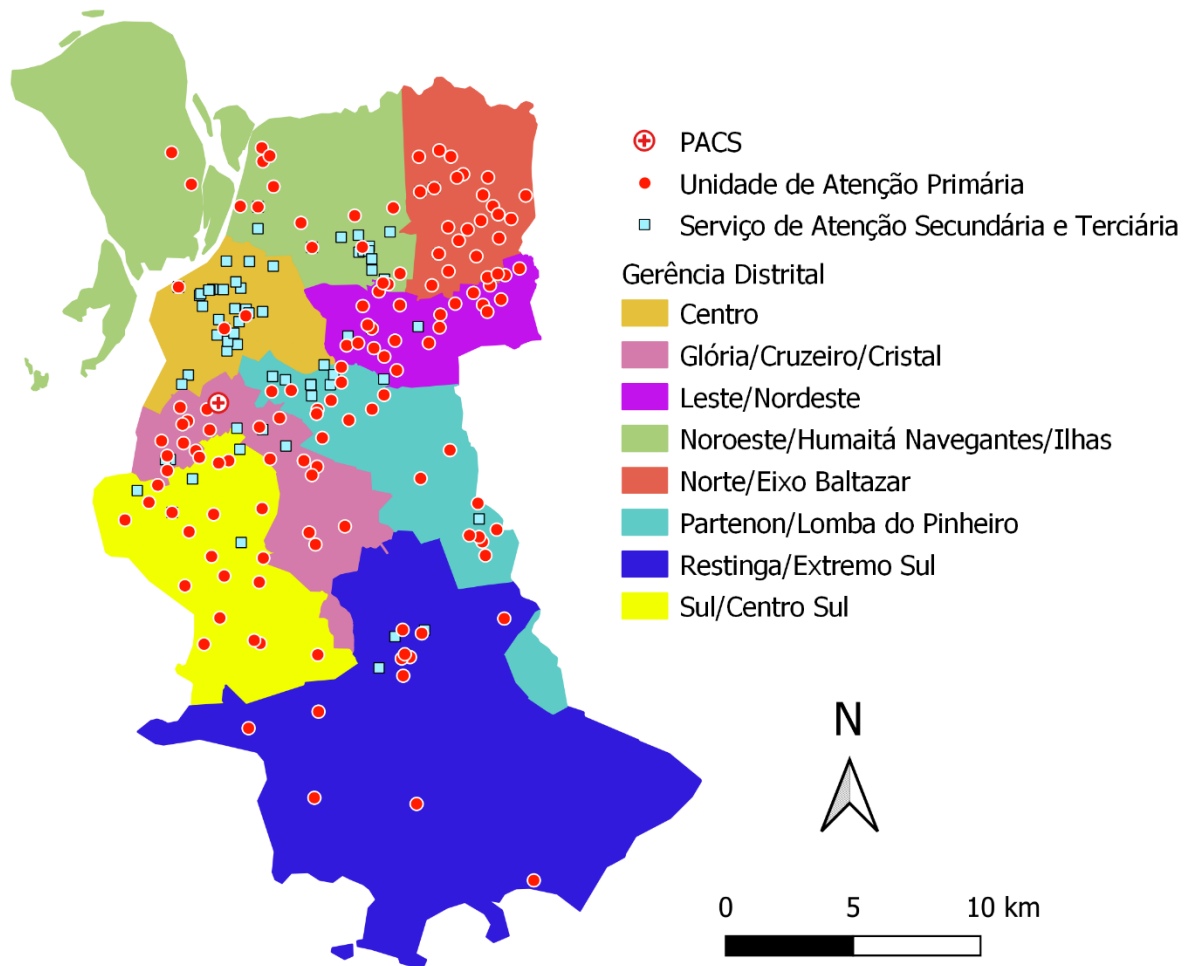 PACS
Unidade de Atenção Primária
Serviço de Atenção Secundária e Terciária
Gerência Distrital
Centro
Glória/Cruzeiro/Cristal
Leste/Nordeste
Noroeste/Humaitá Navegantes/Ilhas
Norte/Eixo Baltazar
Partenon/Lomba do Pinheiro
Restinga/Extremo Sul
Sul/Centro Sul
N
0 5 10 km